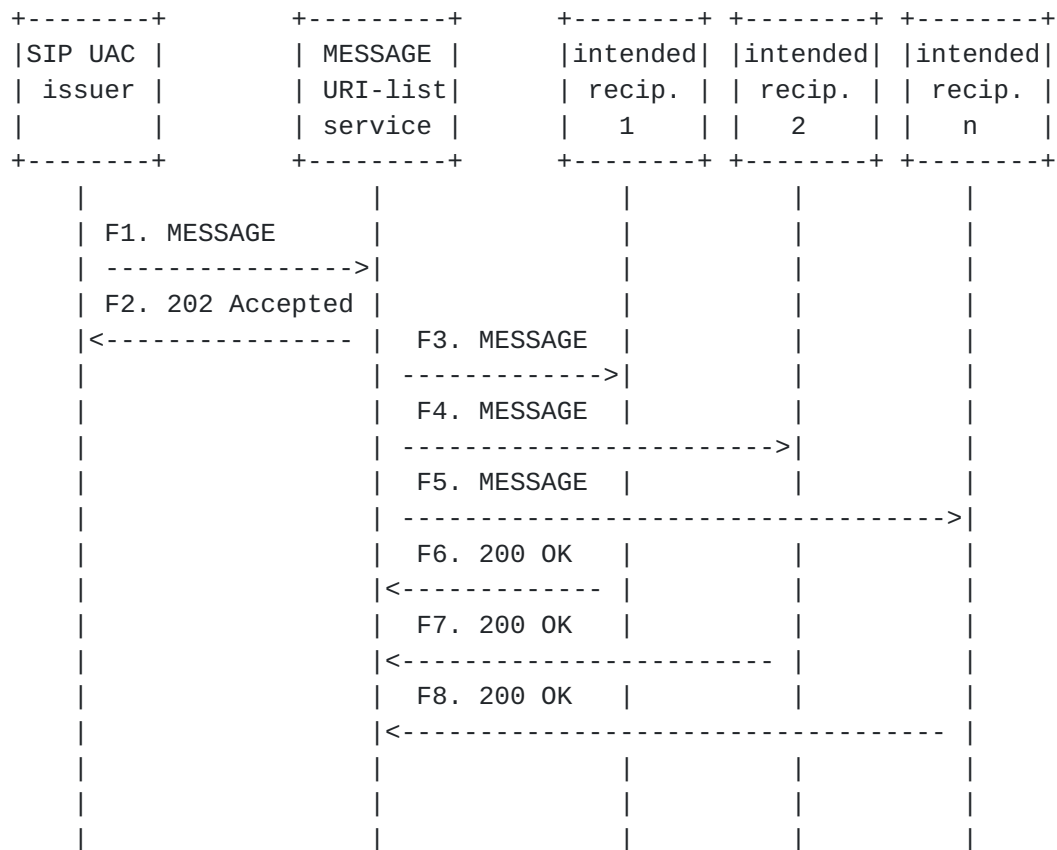 SIP UAC issuer
MESSAGE URI-list service
intended recip. 1
intended recip. 2
intended recip. n
F1. MESSAGE
F2. 202 Accepted
F3. MESSAGE
F4. MESSAGE
F5. MESSAGE
F6. 200 OK
F7. 200 OK
F8. 200 OK